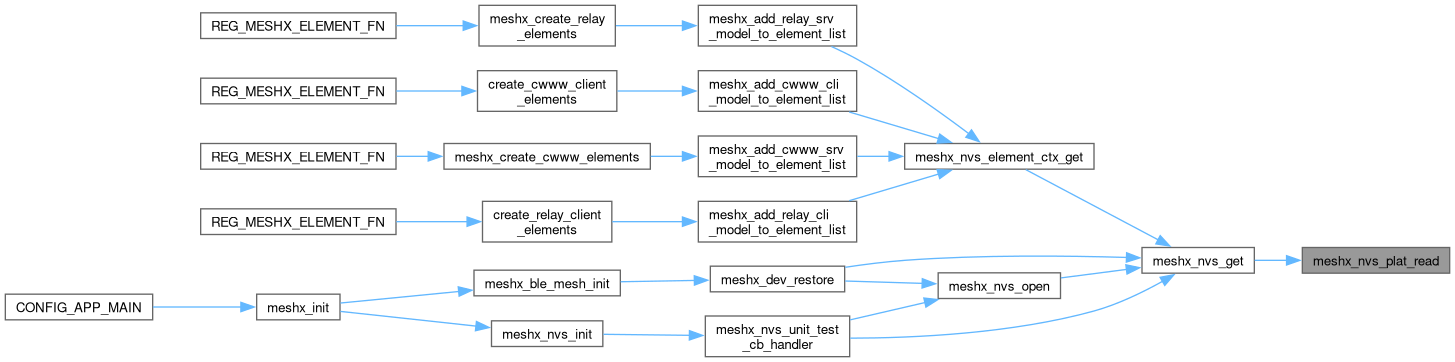 REG_MESHX_ELEMENT_FN
meshx_create_relay
_elements
meshx_add_relay_srv
_model_to_element_list
REG_MESHX_ELEMENT_FN
create_cwww_client
_elements
meshx_add_cwww_cli
_model_to_element_list
REG_MESHX_ELEMENT_FN
meshx_create_cwww_elements
meshx_add_cwww_srv
_model_to_element_list
meshx_nvs_element_ctx_get
REG_MESHX_ELEMENT_FN
create_relay_client
_elements
meshx_add_relay_cli
_model_to_element_list
meshx_nvs_get
meshx_nvs_plat_read
meshx_ble_mesh_init
meshx_dev_restore
meshx_nvs_open
CONFIG_APP_MAIN
meshx_init
meshx_nvs_init
meshx_nvs_unit_test
_cb_handler